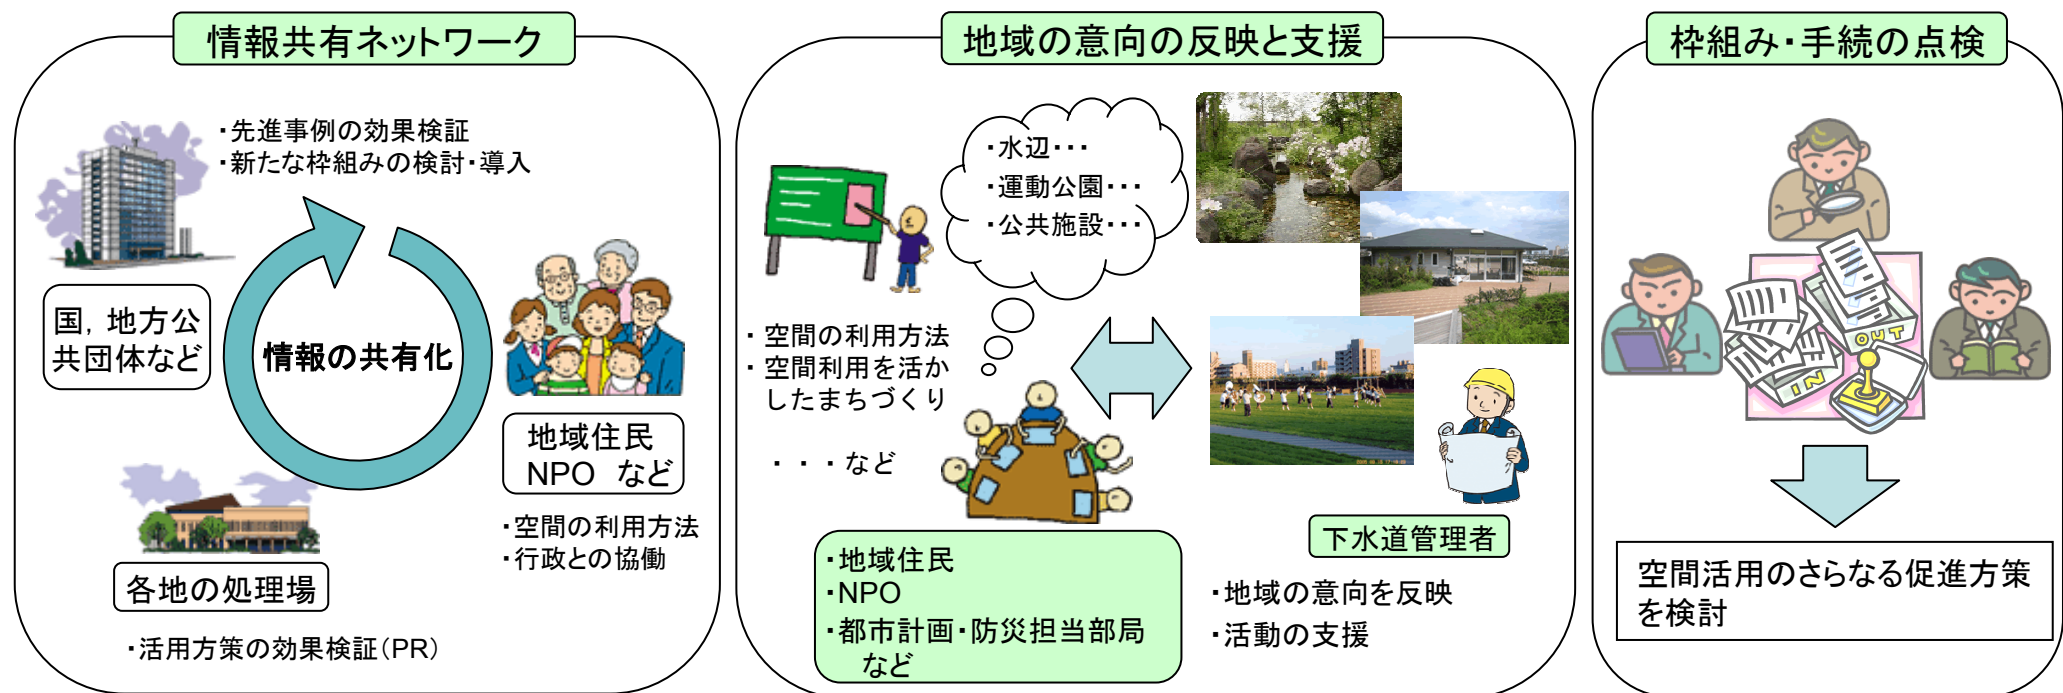 情報共有ネットワーク
・先進事例の効果検証
・新たな枠組みの検討・導入
国，地方公
共団体など
情報の共有化
地域住民
NPO など
・空間の利用方法
・行政との協働
各地の処理場
・活用方策の効果検証（PR）
地域の意向の反映と支援
・水辺・・・
・運動公園・・・
・公共施設・・・
・空間の利用方法
・空間利用を活か
したまちづくり
・・・など
・地域住民
・NPO
・都市計画・防災担当部局
など
下水道管理者
・地域の意向を反映
・活動の支援
枠組み・手続の点検
OUT
IN
空間活用のさらなる促進方策
を検討